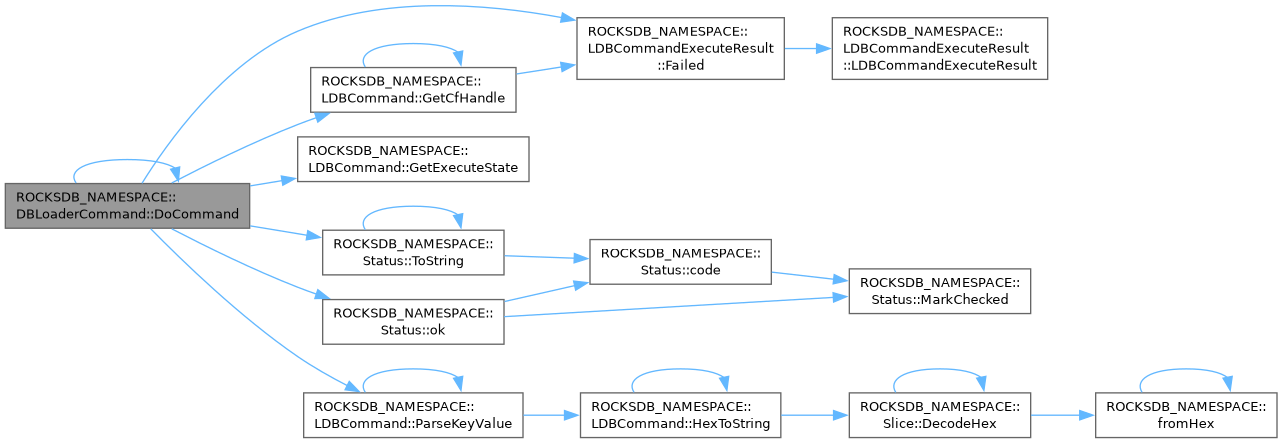 ROCKSDB_NAMESPACE::
DBLoaderCommand::DoCommand
ROCKSDB_NAMESPACE::
LDBCommandExecuteResult
::Failed
ROCKSDB_NAMESPACE::
LDBCommandExecuteResult
::LDBCommandExecuteResult
ROCKSDB_NAMESPACE::
LDBCommand::GetCfHandle
ROCKSDB_NAMESPACE::
LDBCommand::GetExecuteState
ROCKSDB_NAMESPACE::
Status::ToString
ROCKSDB_NAMESPACE::
Status::code
ROCKSDB_NAMESPACE::
Status::MarkChecked
ROCKSDB_NAMESPACE::
Status::ok
ROCKSDB_NAMESPACE::
LDBCommand::ParseKeyValue
ROCKSDB_NAMESPACE::
LDBCommand::HexToString
ROCKSDB_NAMESPACE::
Slice::DecodeHex
ROCKSDB_NAMESPACE::
fromHex